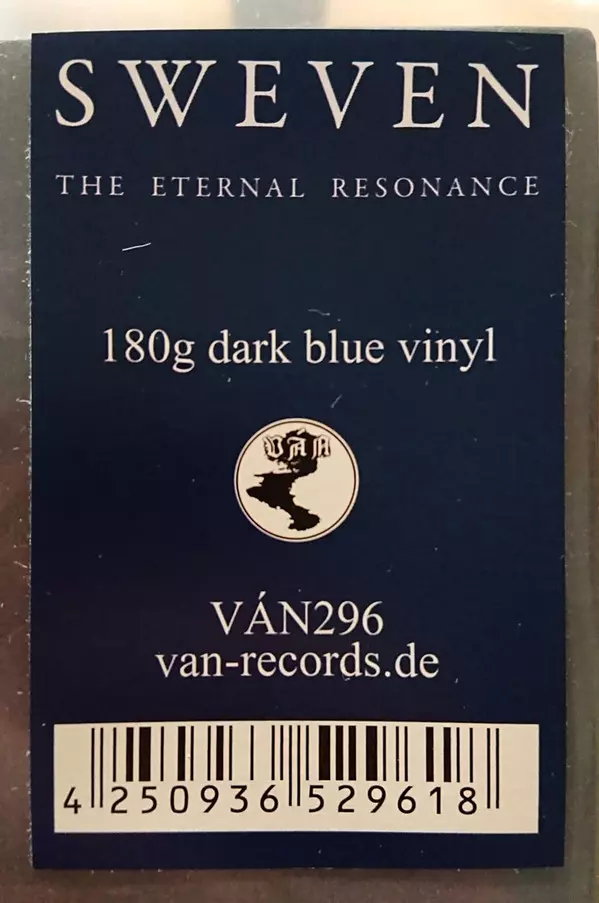 SWEVEN
THE ETERNAL RESONANCE
180g dark blue vinyl
VÁN
VÁN296
van-records.de
4 250936 529618